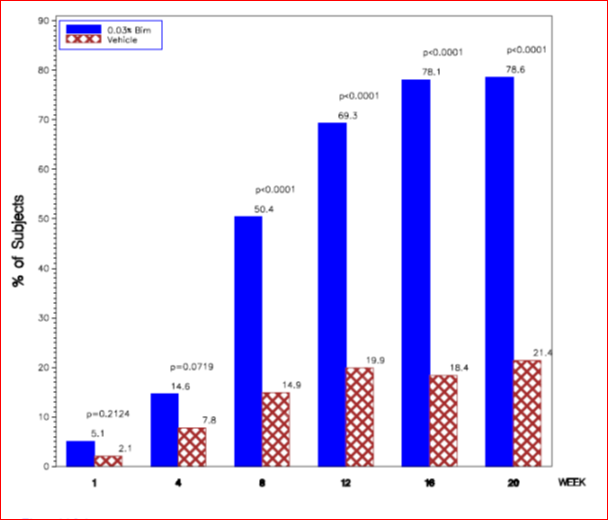 90
0.03% Bim
Vehicle
80
70
60
50
40
30
20
10
0
% of Subjects
p=0.2124
5.1
2.1
p=0.0719
14.6
7.8
p<0.0001
50.4
14.9
p<0.0001
69.3
19.9
p<0.0001
78.1
18.4
p<0.0001
78.6
21.4
1 4 8 12 16 20 WEEK